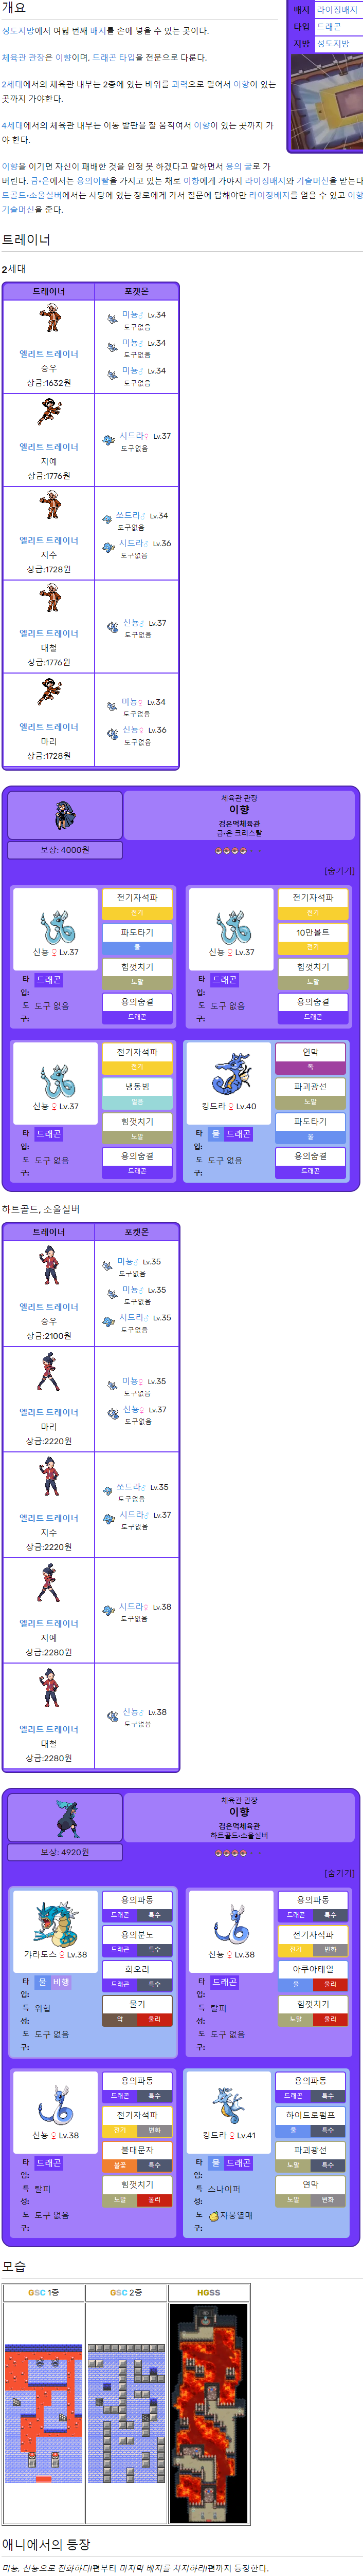 개요
배지 라이징배지
타입 드래곤
지방 성도지방
성도지방에서 여덟 번째 배지를 손에 넣을 수 있는 곳이다.
체육관 관장은 이향이며, 드래곤 타입을 전문으로 다룬다.
2세대에서의 체육관 내부는 2층에 있는 바위를 괴력으로 밀어서 이향이 있는
곳까지 가야한다.
4세대에서의 체육관 내부는 이동 발판을 잘 움직여서 이향이 있는 곳까지 가
야 한다.
이향을 이기면 자신이 패배한 것을 인정 못 하겠다고 말하면서 용의 굴로 가
버린다. 금·은에서는 용의이빨을 가지고 있는 채로 이향에게 가야지 라이징배지와 기술머신을 받는다
트골드·소울실버에서는 사당에 있는 장로에게 가서 질문에 답해야만 라이징배지를 얻을 수 있고 이향
기술머신을 준다.
트레이너
2세대
트레이너 포켓몬
엘리트 트레이너
승우
상금:1632원
미뇽♂ Lv.34
도구없음
미뇽♂ Lv.34
도구없음
미뇽♂ Lv.34
도구없음
엘리트 트레이너
지예
상금:1776원
시드라♀ Lv.37
도구없음
엘리트 트레이너
지수
상금:1728원
쏘드라♂ Lv.34
도구없음
시드라♂ Lv.36
도구없음
엘리트 트레이너
대철
상금:1776원
신뇽♂ Lv.37
도구없음
엘리트 트레이너
마리
상금:1728원
미뇽♀ Lv.34
도구없음
신뇽♀ Lv.36
도구없음
체육관 관장
이향
검은먹체육관
금·은 크리스탈
보상: 4000원
[숨기기]
신뇽 ♀ Lv.37
전기자석파
전기
파도타기
물
힘껏치기
노말
용의숨결
드래곤
타입: 드래곤
도구: 도구 없음
신뇽 ♀ Lv.37
전기자석파
전기
10만볼트
전기
힘껏치기
노말
용의숨결
드래곤
타입: 드래곤
도구: 도구 없음
신뇽 ♀ Lv.37
전기자석파
전기
냉동빔
얼음
힘껏치기
노말
용의숨결
드래곤
타입: 드래곤
도구: 도구 없음
킹드라 ♀ Lv.40
연막
독
파괴광선
노말
파도타기
물
용의숨결
드래곤
타입: 물 드래곤
도구: 도구 없음
하트골드, 소울실버
트레이너 포켓몬
엘리트 트레이너
승우
상금:2100원
미뇽♂ Lv.35
도구없음
미뇽♂ Lv.35
도구없음
시드라♂ Lv.35
도구없음
엘리트 트레이너
마리
상금:2220원
미뇽♀ Lv.35
도구없음
신뇽♀ Lv.37
도구없음
엘리트 트레이너
지수
상금:2220원
쏘드라♂ Lv.35
도구없음
시드라♂ Lv.37
도구없음
엘리트 트레이너
지예
상금:2280원
시드라♀ Lv.38
도구없음
엘리트 트레이너
대철
상금:2280원
신뇽♂ Lv.38
도구없음
체육관 관장
이향
검은먹체육관
하트골드·소울실버
보상: 4920원
[숨기기]
갸라도스 ♀ Lv.38
용의파동
드래곤 특수
용의분노
드래곤 특수
회오리
드래곤 특수
물기
악 물리
타입: 물 비행
특성: 위협
도구: 도구 없음
신뇽 ♀ Lv.38
용의파동
드래곤 특수
전기자석파
전기 변화
아쿠아테일
물 물리
힘껏치기
노말 물리
타입: 드래곤
특성: 탈피
도구: 도구 없음
신뇽 ♀ Lv.38
용의파동
드래곤 특수
전기자석파
전기 변화
불대문자
불꽃 특수
힘껏치기
노말 물리
타입: 드래곤
특성: 탈피
도구: 도구 없음
킹드라 ♀ Lv.41
용의파동
드래곤 특수
하이드로펌프
물 특수
파괴광선
노말 특수
연막
노말 변화
타입: 물 드래곤
특성: 스나이퍼
도구: 자뭉열매
모습
GSC 1층 GSC 2층 HGSS
애니에서의 등장
미뇽, 신뇽으로 진화하다!편부터 마지막 배지를 차지하라!편까지 등장한다.